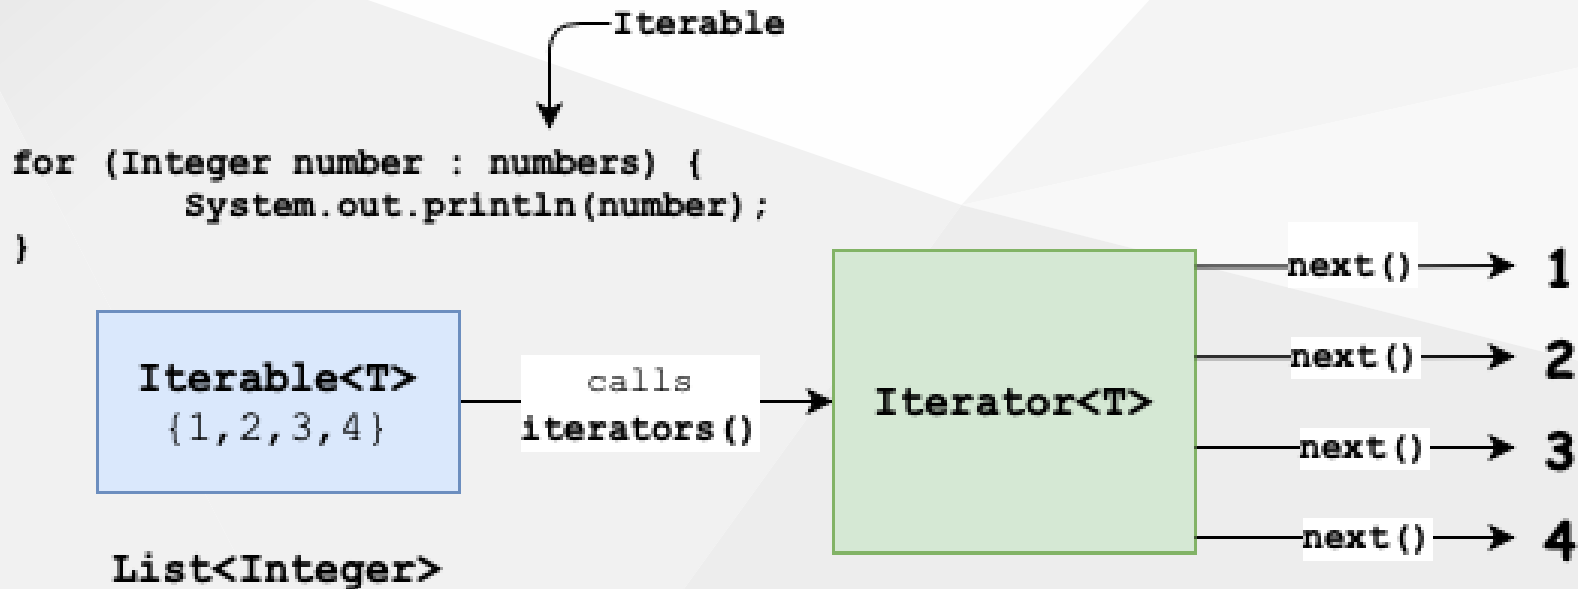 Iterable
for (Integer number : numbers) {
System.out.println(number);
}
Iterable<T>
{1,2,3,4}
List<Integer>
calls
iterators()
Iterator<T>
next() 1
next() 2
next() 3
next() 4